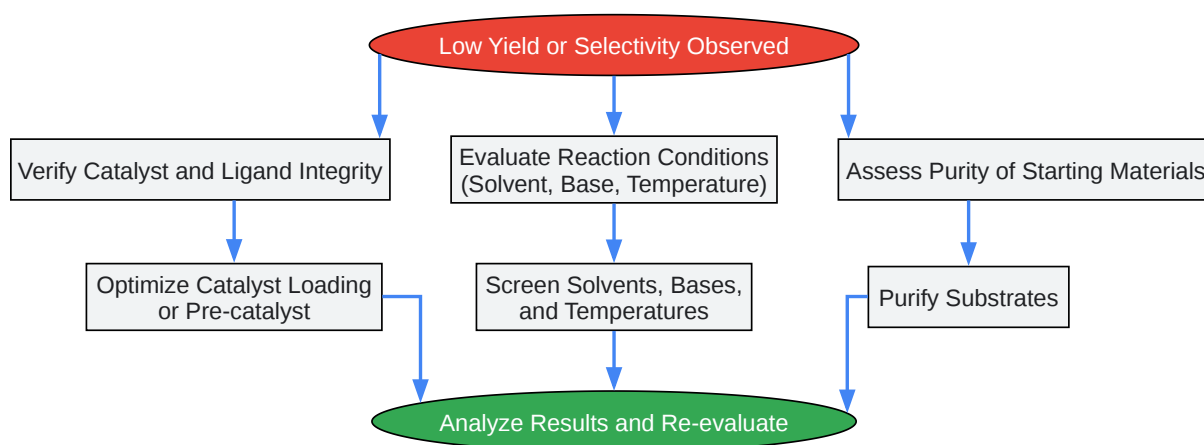 Low Yield or Selectivity Observed
Verify Catalyst and Ligand Integrity
Evaluate Reaction Conditions
(Solvent, Base, Temperature)
Assess Purity of Starting Materials
Optimize Catalyst Loading
or Pre-catalyst
Screen Solvents, Bases,
and Temperatures
Purify Substrates
Analyze Results and Re-evaluate